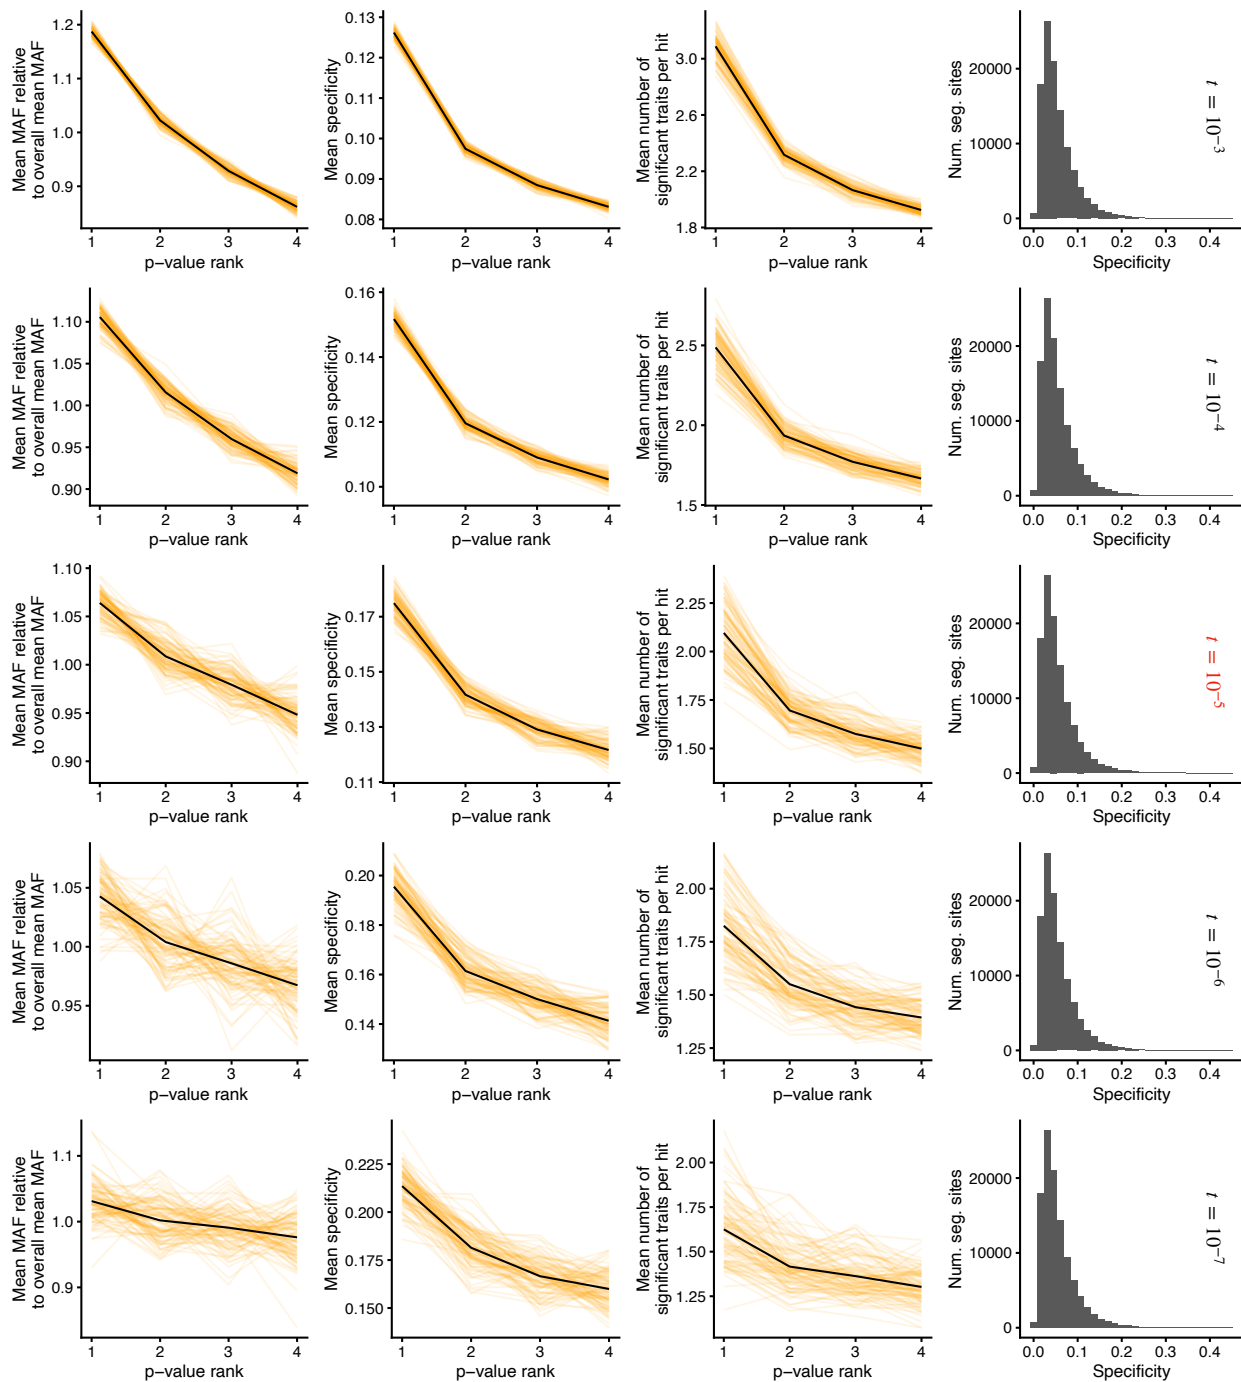 Mean MAF relative
to overall mean MAF
1.2
1.1
1.0
0.9
1 2 3 4
p−value rank
Mean specificity
0.13
0.12
0.11
0.10
0.09
0.08
1 2 3 4
p−value rank
Mean number of
significant traits per hit
3.0
2.6
2.2
1.8
1 2 3 4
p−value rank
Num. seg. sites
20000
10000
0
0.0 0.1 0.2 0.3 0.4
Specificity
t = 10⁻³
Mean MAF relative
to overall mean MAF
1.10
1.05
1.00
0.95
0.90
1 2 3 4
p−value rank
Mean specificity
0.16
0.14
0.12
0.10
1 2 3 4
p−value rank
Mean number of
significant traits per hit
2.5
2.0
1.5
1 2 3 4
p−value rank
Num. seg. sites
20000
10000
0
0.0 0.1 0.2 0.3 0.4
Specificity
t = 10⁻⁴
Mean MAF relative
to overall mean MAF
1.10
1.05
1.00
0.95
0.90
1 2 3 4
p−value rank
Mean specificity
0.17
0.15
0.13
0.11
1 2 3 4
p−value rank
Mean number of
significant traits per hit
2.25
2.00
1.75
1.50
1 2 3 4
p−value rank
Num. seg. sites
20000
10000
0
0.0 0.1 0.2 0.3 0.4
Specificity
t = 10⁻⁵
Mean MAF relative
to overall mean MAF
1.05
1.00
0.95
1 2 3 4
p−value rank
Mean specificity
0.20
0.18
0.16
0.14
1 2 3 4
p−value rank
Mean number of
significant traits per hit
2.00
1.75
1.50
1.25
1 2 3 4
p−value rank
Num. seg. sites
20000
10000
0
0.0 0.1 0.2 0.3 0.4
Specificity
t = 10⁻⁶
Mean MAF relative
to overall mean MAF
1.1
1.0
0.9
1 2 3 4
p−value rank
Mean specificity
0.225
0.200
0.175
0.150
1 2 3 4
p−value rank
Mean number of
significant traits per hit
2.00
1.75
1.50
1.25
1 2 3 4
p−value rank
Num. seg. sites
20000
10000
0
0.0 0.1 0.2 0.3 0.4
Specificity
t = 10⁻⁷